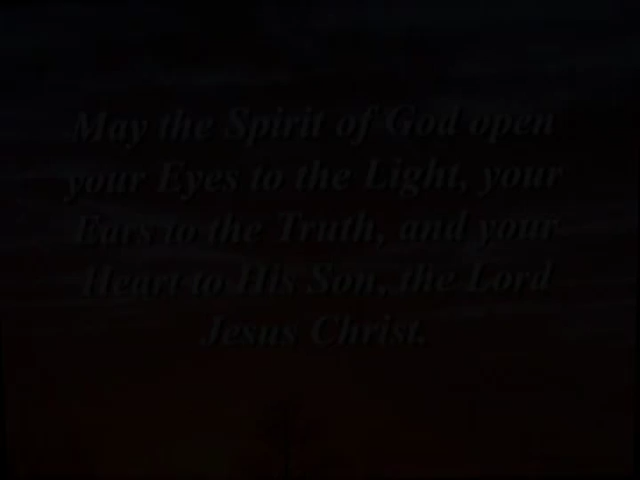 May the Spirit of God open
your Eyes to the Light, your
Ears to the Truth, and your
Heart to His Son, the Lord
Jesus Christ.